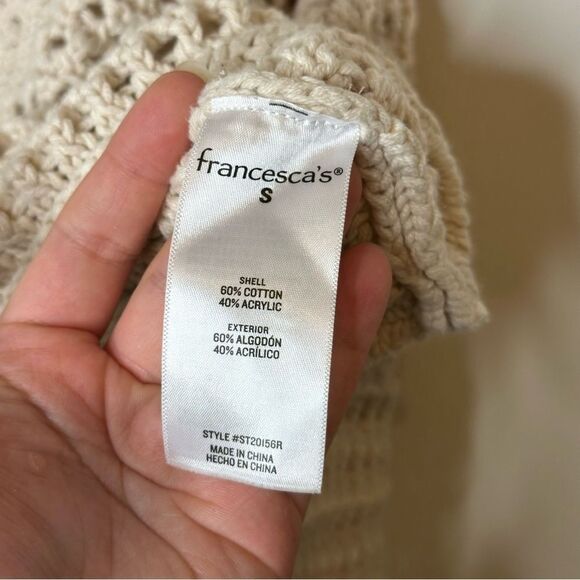 francesca's®
S
SHELL
60% COTTON
40% ACRYLIC
EXTERIOR
60% ALGODÓN
40% ACRÍLICO
STYLE #ST20156R
MADE IN CHINA
HECHO EN CHINA